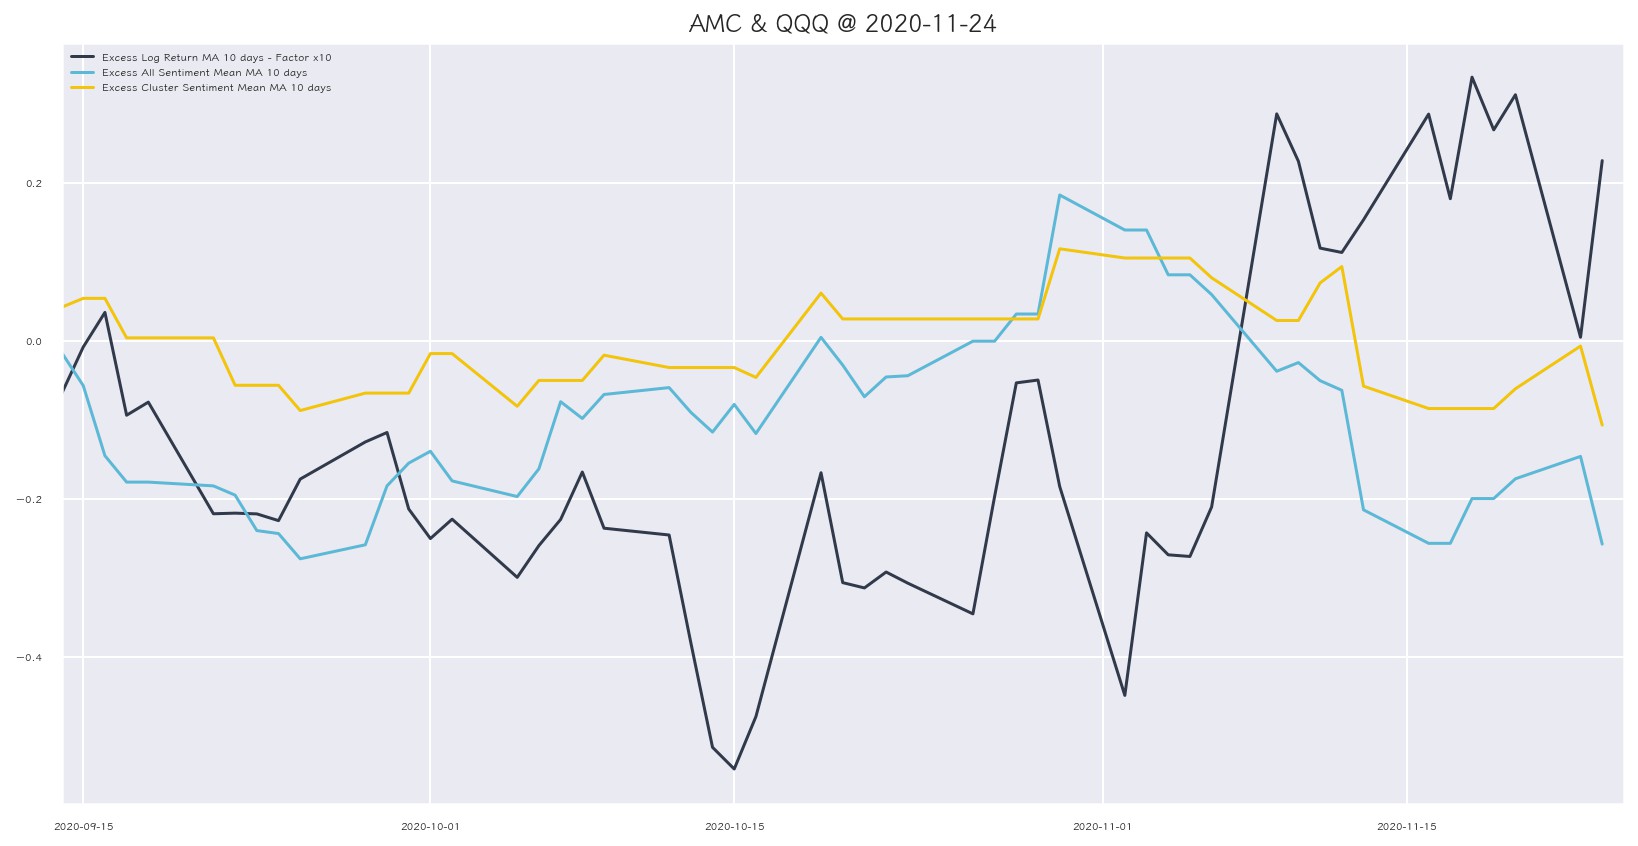 AMC & QQQ @ 2020-11-24
Excess Log Return MA 10 days - Factor x10
Excess All Sentiment Mean MA 10 days
Excess Cluster Sentiment Mean MA 10 days
0.2
0.0
−0.2
−0.4
2020-09-15
2020-10-01
2020-10-15
2020-11-01
2020-11-15